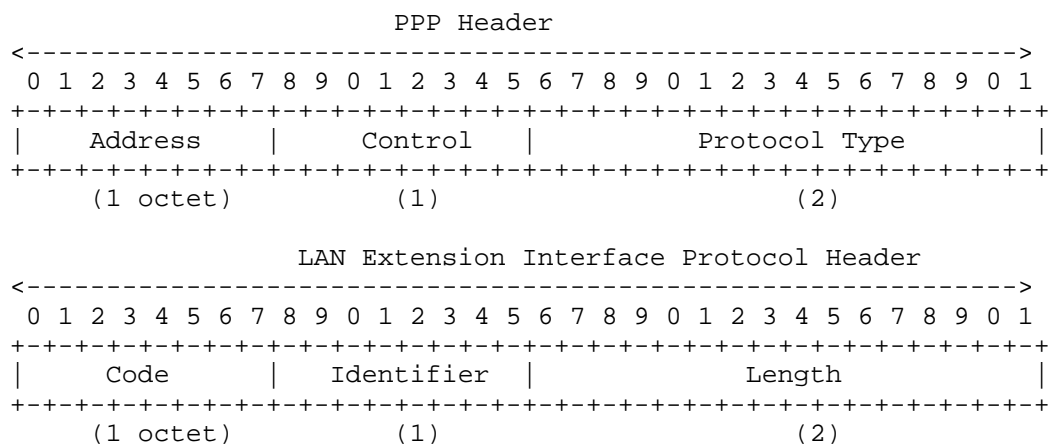 PPP Header
<--------------------------------------------------------------->
0 1 2 3 4 5 6 7 8 9 0 1 2 3 4 5 6 7 8 9 0 1 2 3 4 5 6 7 8 9 0 1
+-+-+-+-+-+-+-+-+-+-+-+-+-+-+-+-+-+-+-+-+-+-+-+-+-+-+-+-+-+-+-+-+
| Address | Control | Protocol Type |
+-+-+-+-+-+-+-+-+-+-+-+-+-+-+-+-+-+-+-+-+-+-+-+-+-+-+-+-+-+-+-+-+
(1 octet) (1) (2)
LAN Extension Interface Protocol Header
<--------------------------------------------------------------->
0 1 2 3 4 5 6 7 8 9 0 1 2 3 4 5 6 7 8 9 0 1 2 3 4 5 6 7 8 9 0 1
+-+-+-+-+-+-+-+-+-+-+-+-+-+-+-+-+-+-+-+-+-+-+-+-+-+-+-+-+-+-+-+-+
| Code | Identifier | Length |
+-+-+-+-+-+-+-+-+-+-+-+-+-+-+-+-+-+-+-+-+-+-+-+-+-+-+-+-+-+-+-+-+
(1 octet) (1) (2)